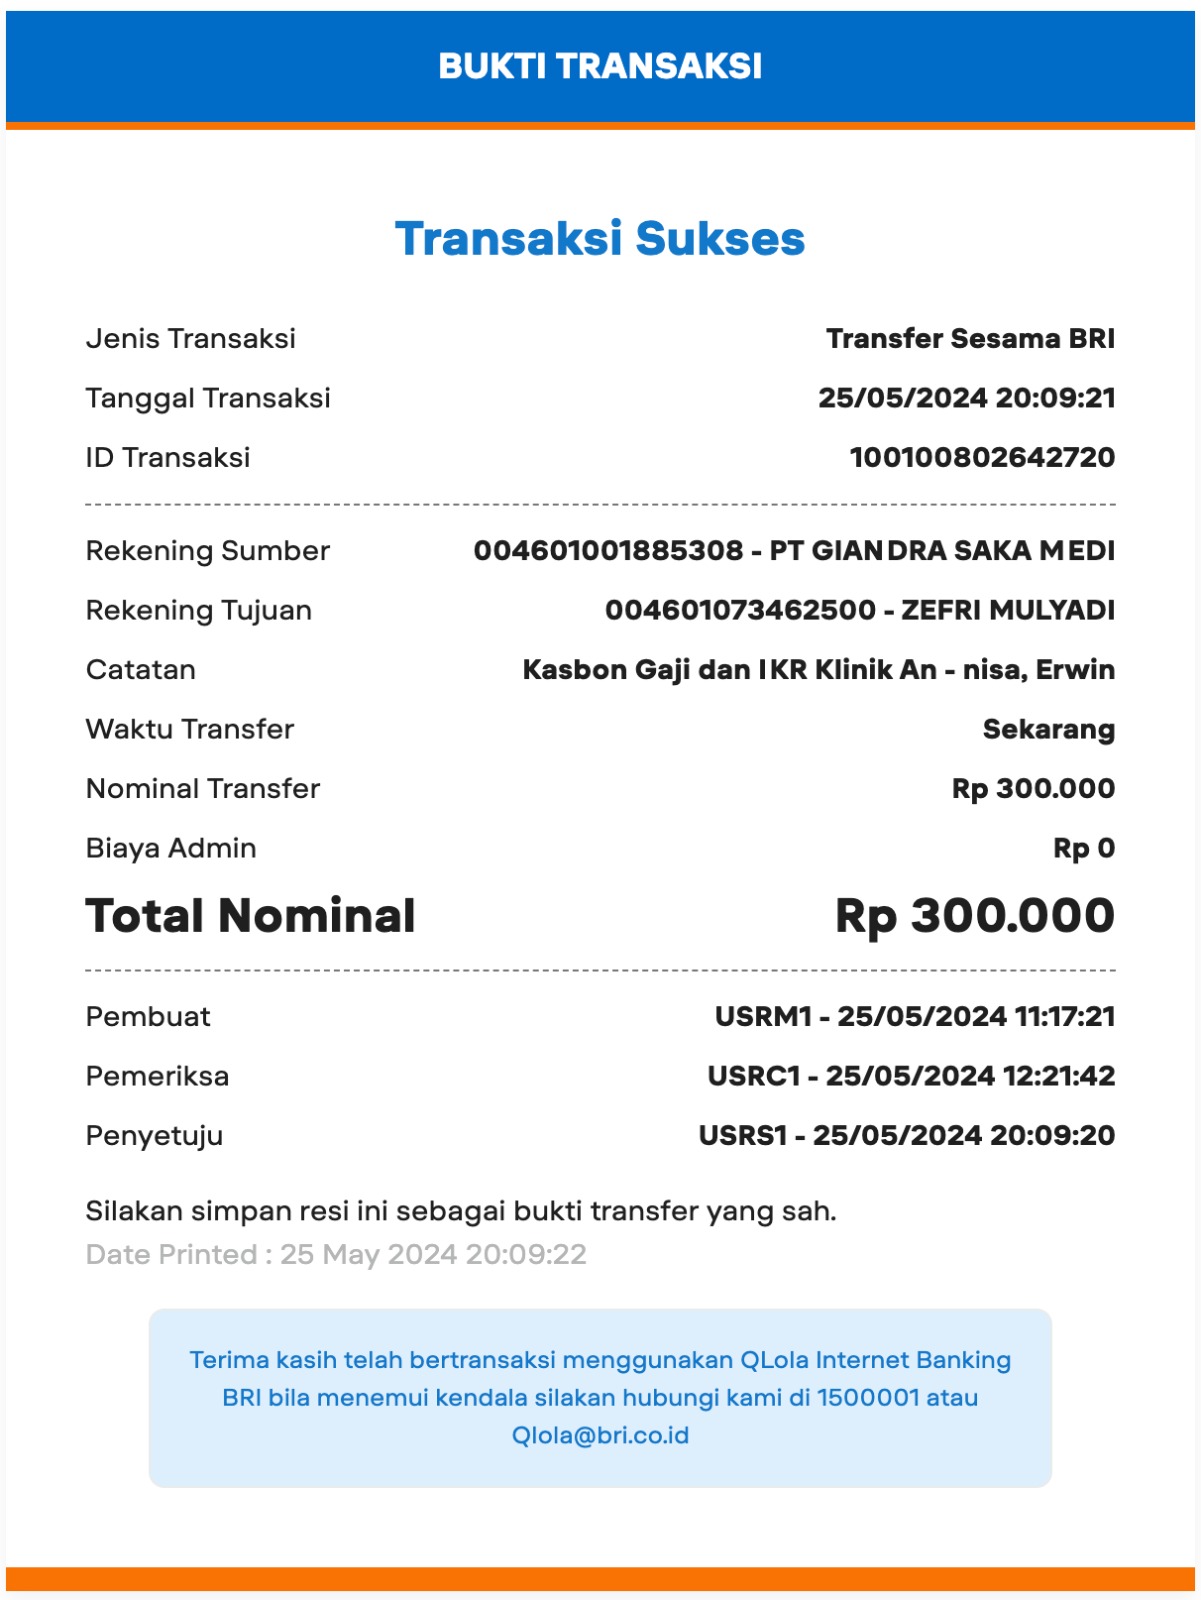 BUKTI TRANSAKSI
Transaksi Sukses
Jenis Transaksi Transfer Sesama BRI
Tanggal Transaksi 25/05/2024 20:09:21
ID Transaksi 100100802642720
Rekening Sumber 004601001885308 - PT GIANDRA SAKA MEDI
Rekening Tujuan 004601073462500 - ZEFRI MULYADI
Catatan Kasbon Gaji dan IKR Klinik An - nisa, Erwin
Waktu Transfer Sekarang
Nominal Transfer Rp 300.000
Biaya Admin Rp 0
Total Nominal Rp 300.000
Pembuat USRM1 - 25/05/2024 11:17:21
Pemeriksa USRC1 - 25/05/2024 12:21:42
Penyetuju USRS1 - 25/05/2024 20:09:20
Silakan simpan resi ini sebagai bukti transfer yang sah.
Date Printed : 25 May 2024 20:09:22
Terima kasih telah bertransaksi menggunakan QLola Internet Banking
BRI bila menemui kendala silakan hubungi kami di 1500001 atau
Qlola@bri.co.id